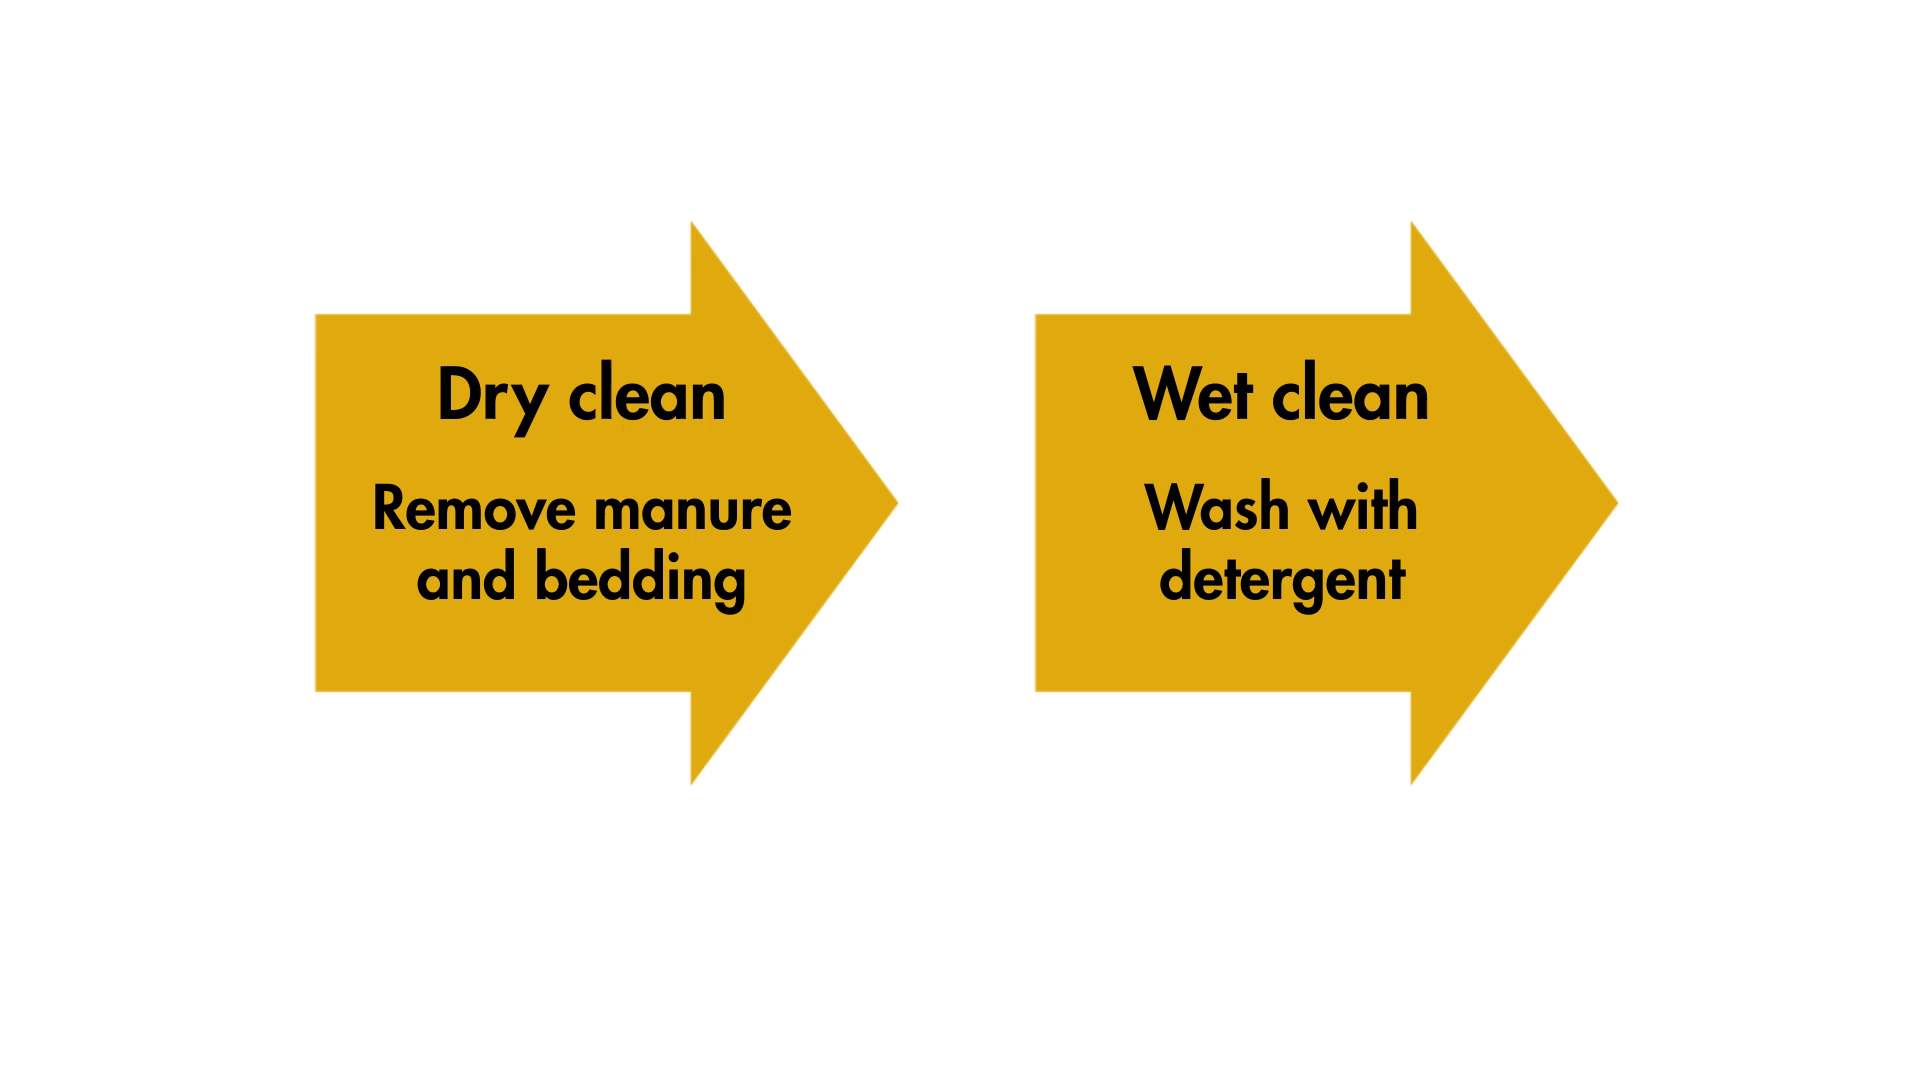 Dry clean
Remove manure
and bedding
Wet clean
Wash with
detergent